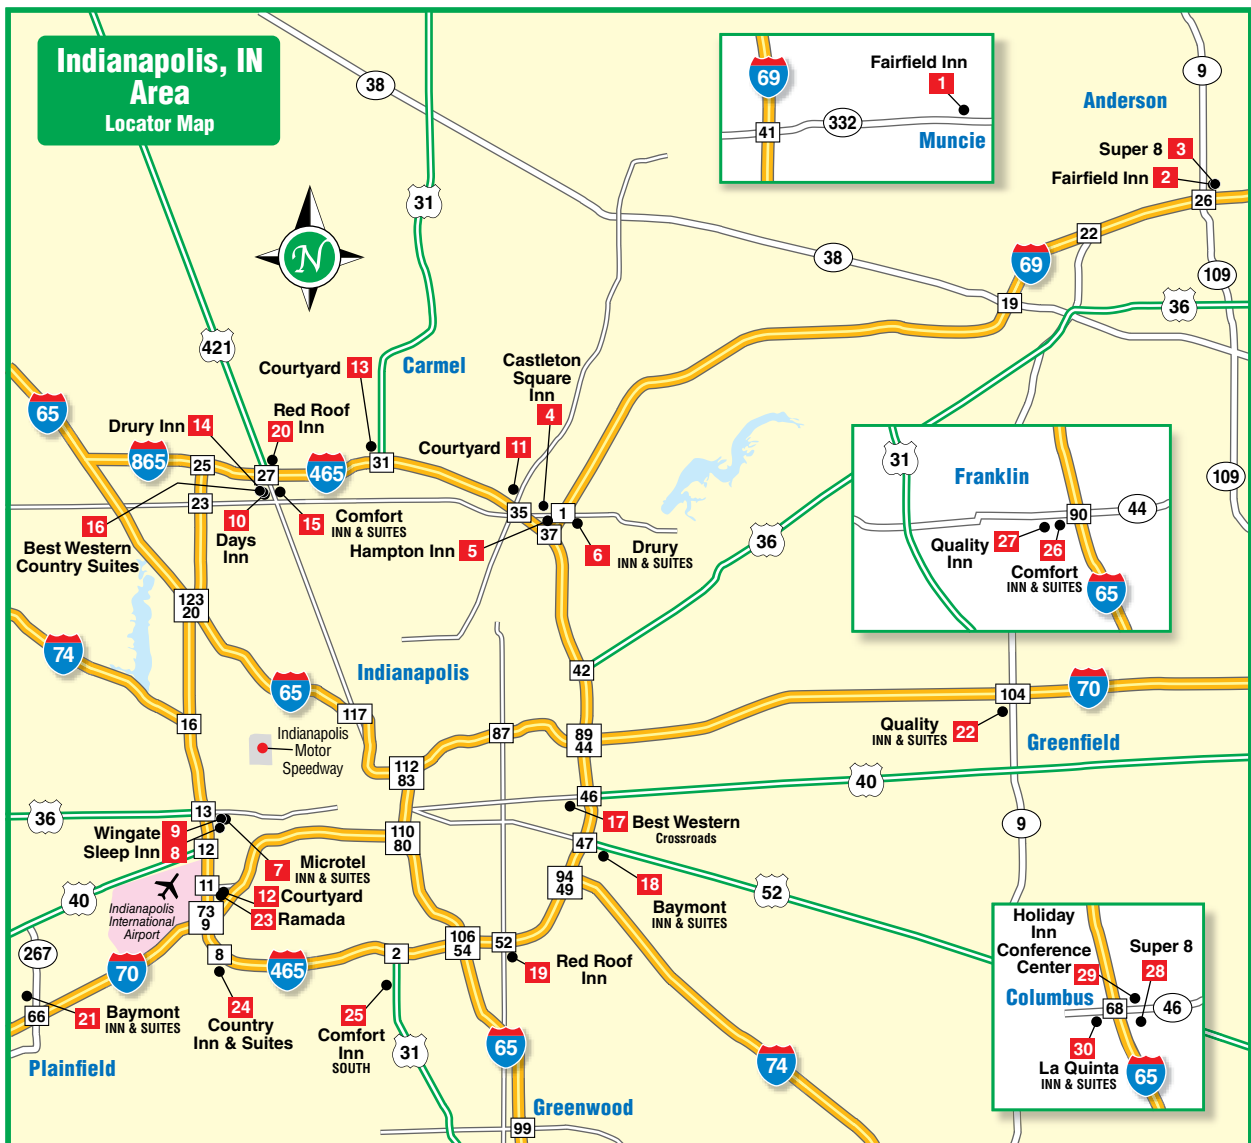 Indianapolis, IN
Area
Locator Map
38
9
69
Fairfield Inn
1
41
332
Muncie
Anderson
Super 8 3
Fairfield Inn 2
26
31
N
22
38
69
109
19
36
421
Courtyard 13
Carmel
Castleton
Square
Inn
4
65
Drury Inn 14
Red Roof
20 Inn
Courtyard 11
865
25
27
465
31
23
16
Best Western
Country Suites
10
Days
Inn
15 Comfort
INN & SUITES
35
1
37
Hampton Inn 5
6 Drury
INN & SUITES
36
109
31
Franklin
90
44
Quality 27
Inn
26
Comfort
INN & SUITES
65
123
20
74
Indianapolis
42
65
16
117
Indianapolis
Motor
Speedway
87
89
44
104
70
Quality
INN & SUITES 22
Greenfield
112
83
46
40
36
13
Wingate 9
Sleep Inn 8
12
7 Microtel
INN & SUITES
110
80
17 Best Western
Crossroads
9
47
40
11
12 Courtyard
23 Ramada
Indianapolis
International
Airport
73
9
94
49
18
Baymont
INN & SUITES
52
267
70
8
465
2
106
54
52
19 Red Roof
Inn
66
21 Baymont
INN & SUITES
24
Country
Inn & Suites
25
Comfort
Inn
SOUTH
31
65
74
Plainfield
Greenwood
99
Holiday
Inn
Conference
Center 29
Super 8
28
Columbus
68
46
30
La Quinta
INN & SUITES
65